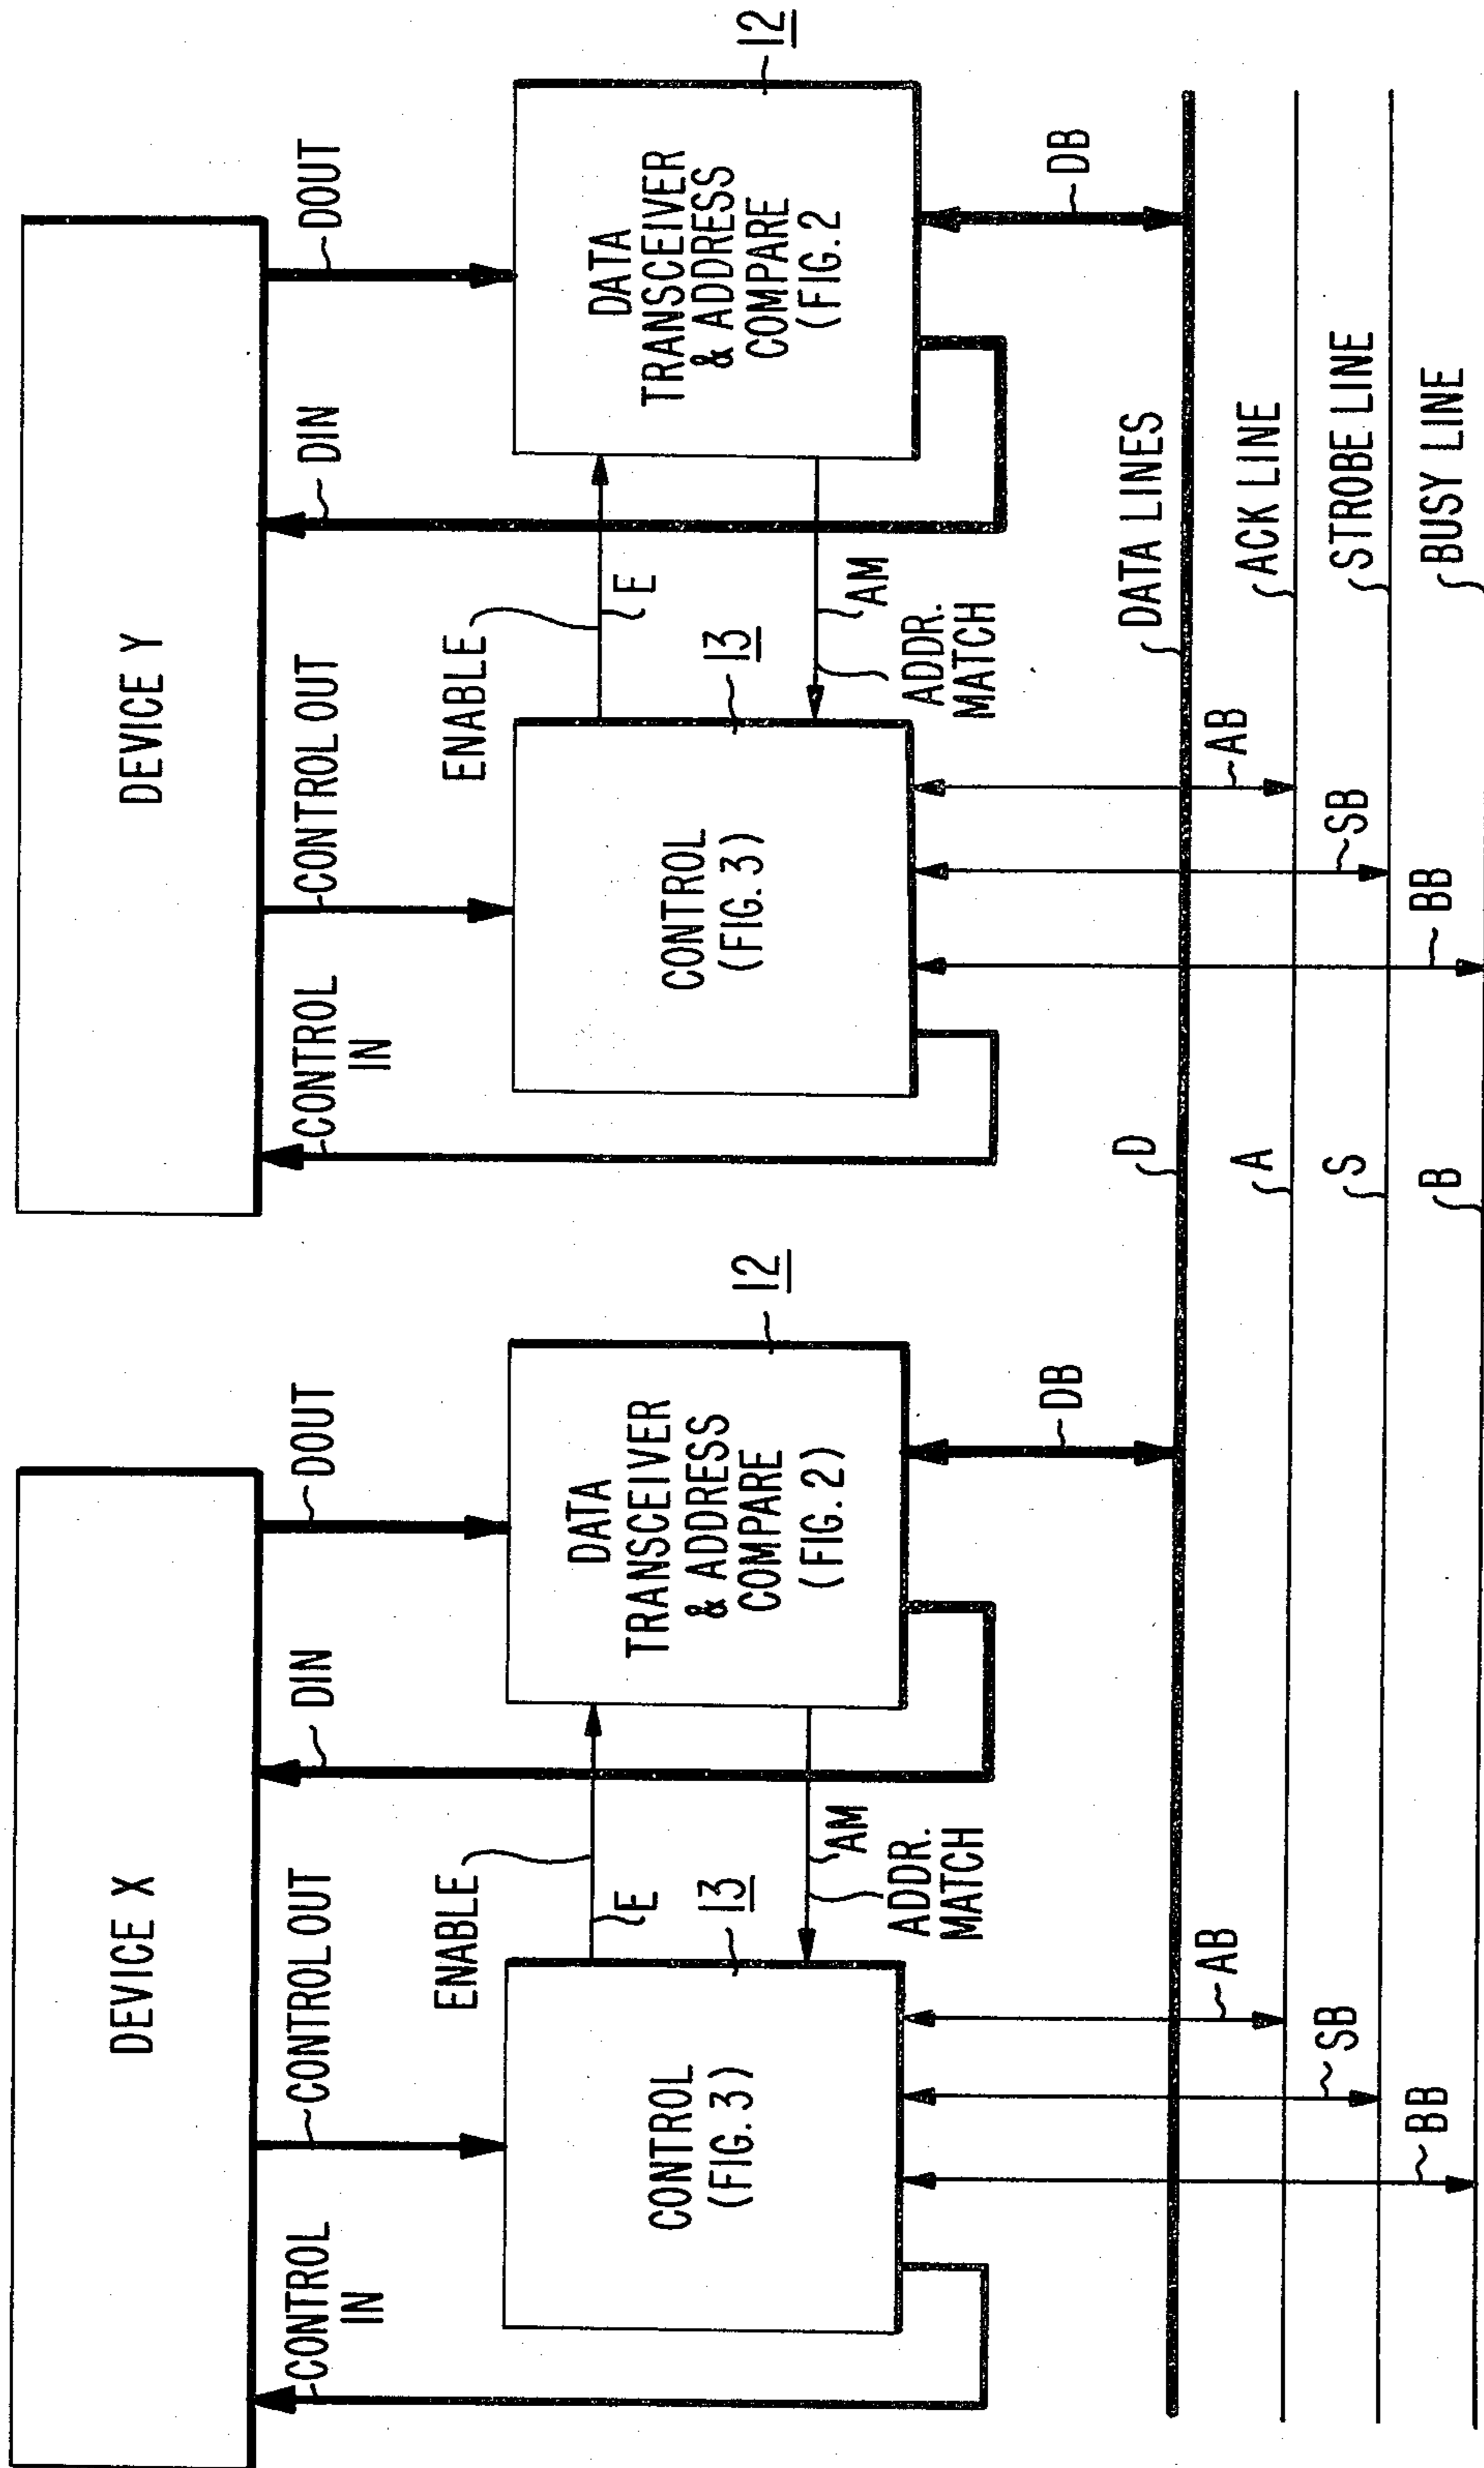 DEVICE X
CONTROL
IN
CONTROL OUT
DIN
DOUT
ENABLE
E
12
13
CONTROL
(FIG. 3)
DATA
TRANSCEIVER
& ADDRESS
COMPARE
(FIG. 2)
AM
ADDR.
MATCH
BB
SB
AB
DB
DEVICE Y
CONTROL
IN
CONTROL OUT
DIN
DOUT
ENABLE
E
12
13
CONTROL
(FIG. 3)
DATA
TRANSCEIVER
& ADDRESS
COMPARE
(FIG. 2
AM
ADDR.
MATCH
BB
SB
AB
DB
D
DATA LINES
A
ACK LINE
S
STROBE LINE
B
BUSY LINE